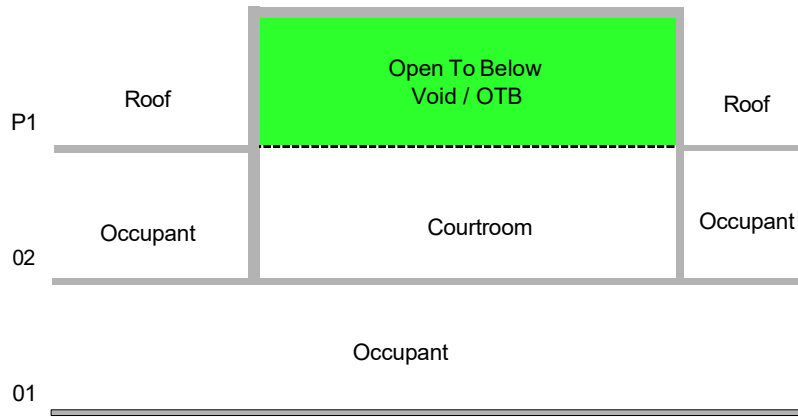 Open To Below
Void / OTB
Roof
Roof
P1
Occupant
Courtroom
Occupant
02
Occupant
01